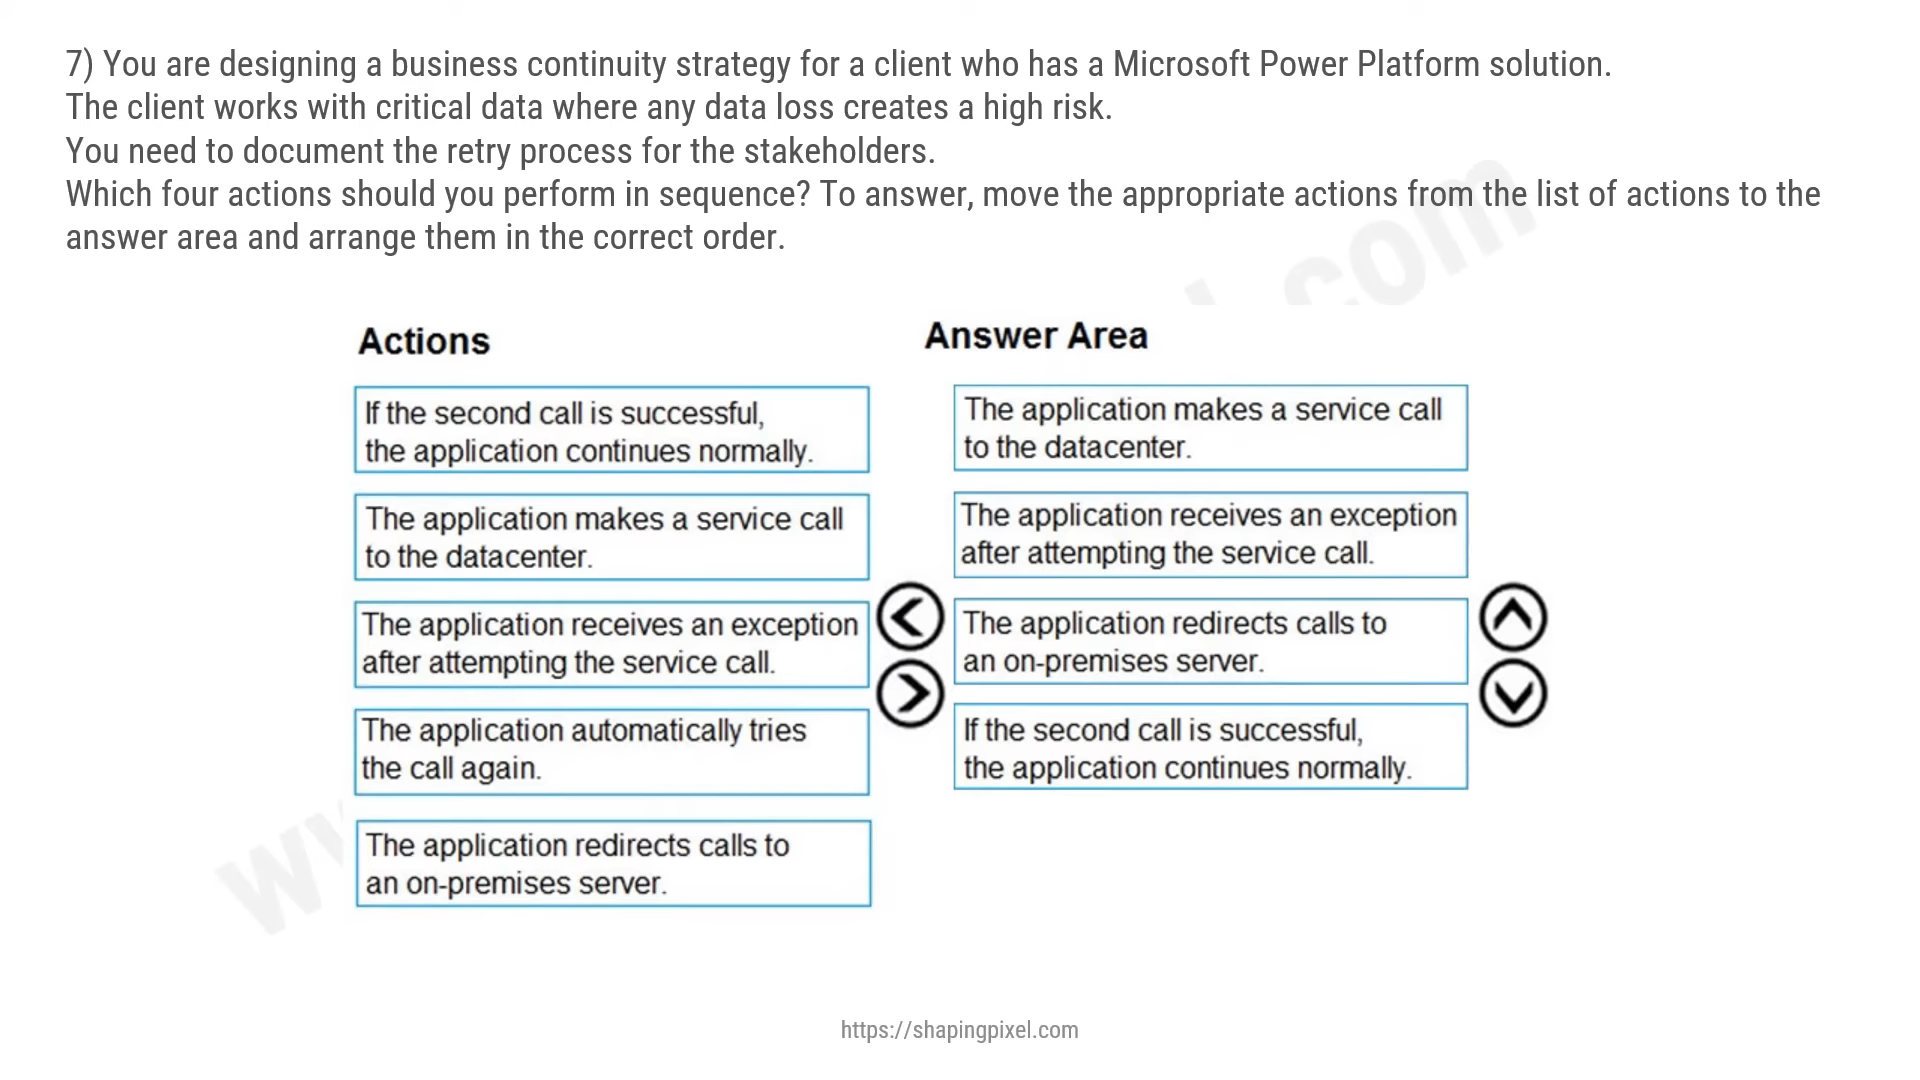 7) You are designing a business continuity strategy for a client who has a Microsoft Power Platform solution.
The client works with critical data where any data loss creates a high risk.
You need to document the retry process for the stakeholders.
Which four actions should you perform in sequence? To answer, move the appropriate actions from the list of actions to the
answer area and arrange them in the correct order.
.com
Actions
If the second call is successful,
the application continues normally.
The application makes a service call
to the datacenter.
The application receives an exception
after attempting the service call.
The application automatically tries
the call again.
The application redirects calls to
an on-premises server.
Answer Area
The application makes a service call
to the datacenter.
The application receives an exception
after attempting the service call.
The application redirects calls to
an on-premises server.
If the second call is successful,
the application continues normally.
https://shapingpixel.com